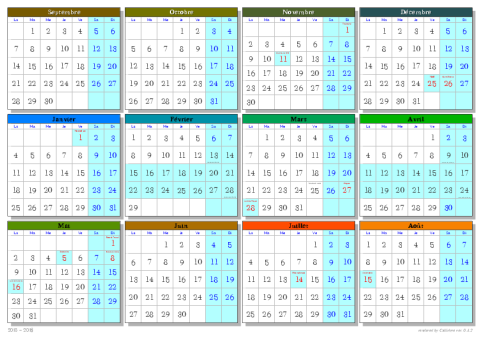 Septembre
Lu Ma Me Je Ve Sa Di
1 2 3 4 5 6
7 8 9 10 11 12 13
14 15 16 17 18 19 20
21 22 23 24 25 26 27
28 29 30
Octobre
Lu Ma Me Je Ve Sa Di
1 2 3 4
5 6 7 8 9 10 11
12 13 14 15 16 17 18
19 20 21 22 23 24 25
26 27 28 29 30 31
Novembre
Lu Ma Me Je Ve Sa Di
1
2 3 4 5 6 7 8
9 10 11 12 13 14 15
16 17 18 19 20 21 22
23 24 25 26 27 28 29
30
Décembre
Lu Ma Me Je Ve Sa Di
1 2 3 4 5 6
7 8 9 10 11 12 13
14 15 16 17 18 19 20
21 22 23 24 25 26 27
28 29 30 31
Janvier
Lu Ma Me Je Ve Sa Di
1 2 3
4 5 6 7 8 9 10
11 12 13 14 15 16 17
18 19 20 21 22 23 24
25 26 27 28 29 30 31
Février
Lu Ma Me Je Ve Sa Di
1 2 3 4 5 6 7
8 9 10 11 12 13 14
15 16 17 18 19 20 21
22 23 24 25 26 27 28
29
Mars
Lu Ma Me Je Ve Sa Di
1 2 3 4 5 6
7 8 9 10 11 12 13
14 15 16 17 18 19 20
21 22 23 24 25 26 27
28 29 30 31
Avril
Lu Ma Me Je Ve Sa Di
1 2 3
4 5 6 7 8 9 10
11 12 13 14 15 16 17
18 19 20 21 22 23 24
25 26 27 28 29 30
Mai
Lu Ma Me Je Ve Sa Di
1
2 3 4 5 6 7 8
9 10 11 12 13 14 15
16 17 18 19 20 21 22
23 24 25 26 27 28 29
30 31
Juin
Lu Ma Me Je Ve Sa Di
1 2 3 4 5
6 7 8 9 10 11 12
13 14 15 16 17 18 19
20 21 22 23 24 25 26
27 28 29 30
Juillet
Lu Ma Me Je Ve Sa Di
1 2 3
4 5 6 7 8 9 10
11 12 13 14 15 16 17
18 19 20 21 22 23 24
25 26 27 28 29 30 31
Août
Lu Ma Me Je Ve Sa Di
1 2 3 4 5 6 7
8 9 10 11 12 13 14
15 16 17 18 19 20 21
22 23 24 25 26 27 28
29 30 31
2015 - 2016